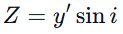 Z = y′ sin i